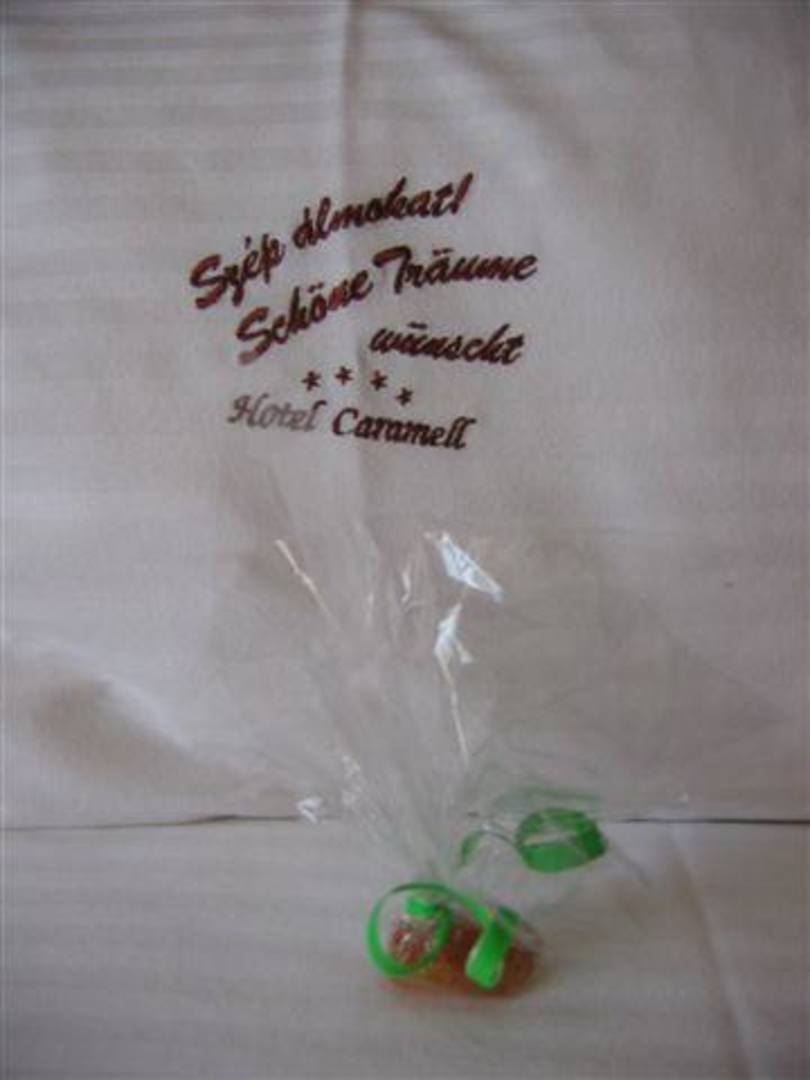 Szép álmokat!
Schöne Träume
wünscht
****
Hotel Caramell